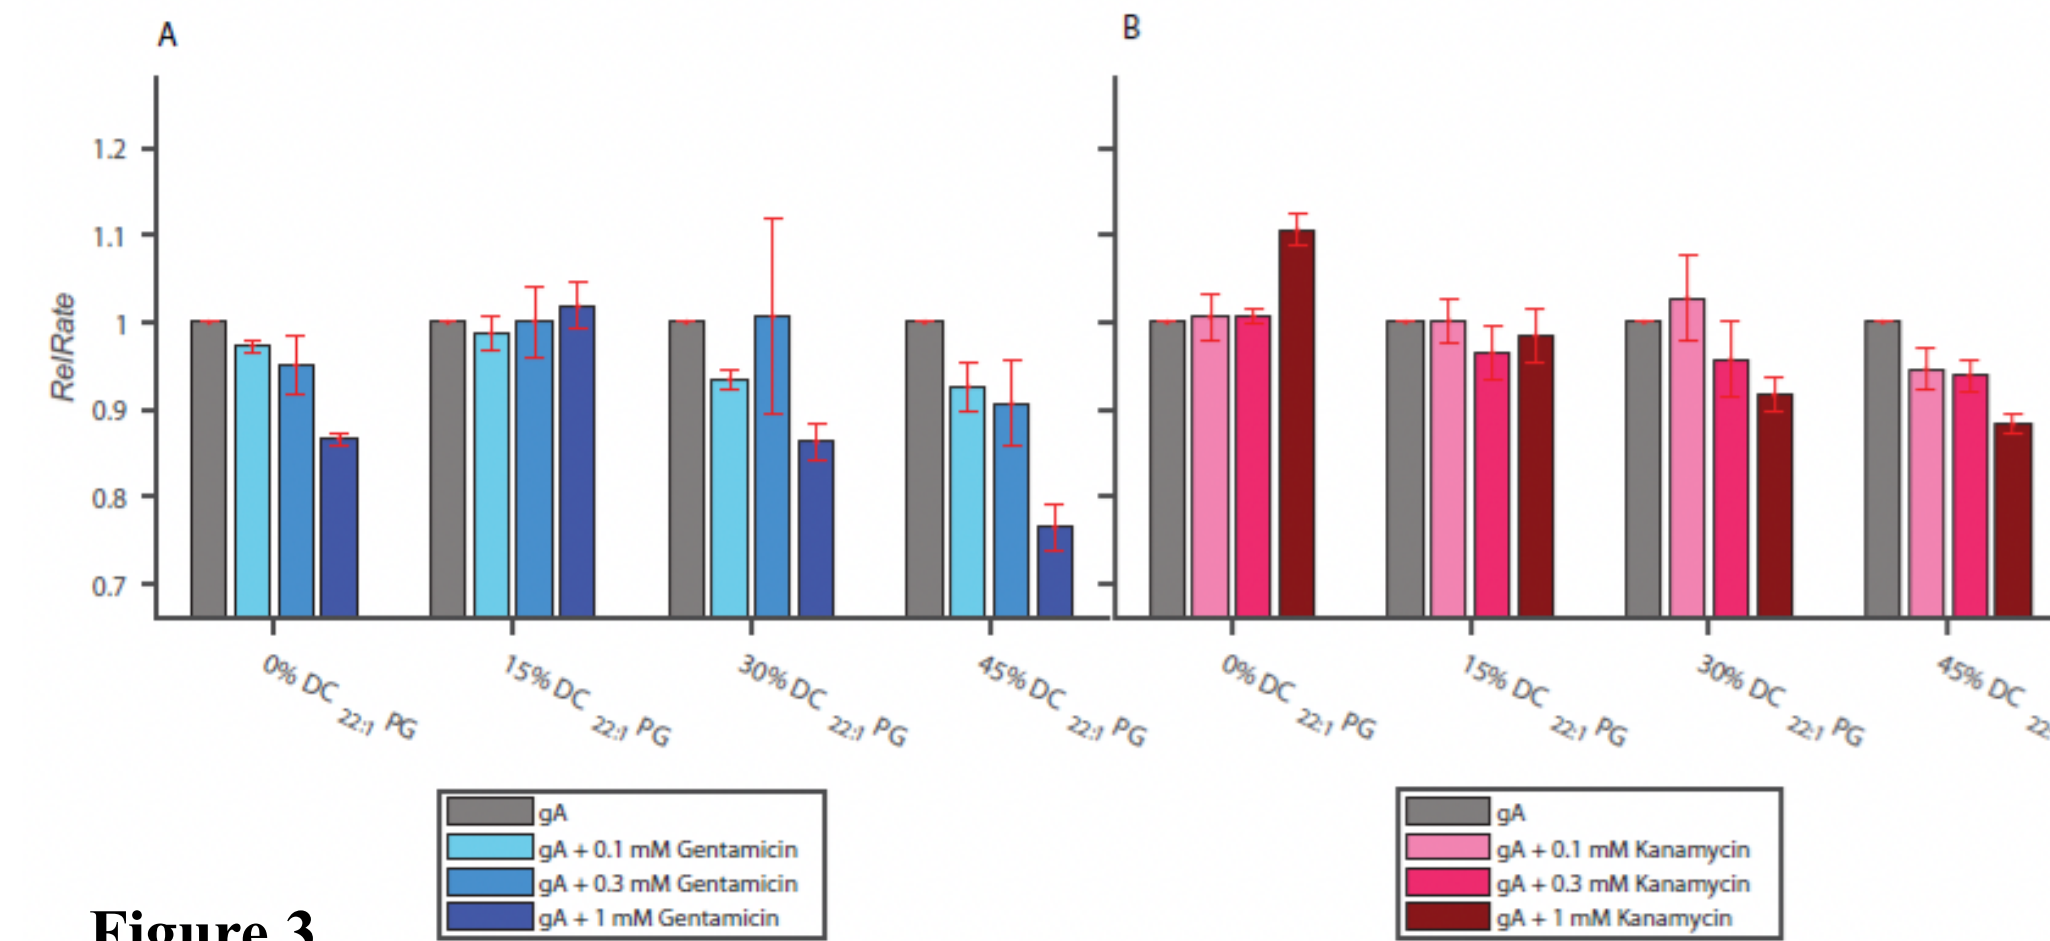 A
B
1.2
1.1
1
0.9
0.8
0.7
RelRate
0% DC 22:1 PG
15% DC 22:1 PG
30% DC 22:1 PG
45% DC 22:1 PG
0% DC 22:1 PG
15% DC 22:1 PG
30% DC 22:1 PG
45% DC
gA
gA + 0.1 mM Gentamicin
gA + 0.3 mM Gentamicin
gA + 1 mM Gentamicin
gA
gA + 0.1 mM Kanamycin
gA + 0.3 mM Kanamycin
gA + 1 mM Kanamycin
Figure 3